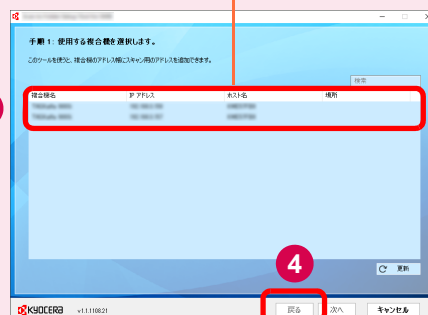 手順 1: 使用する複合機を選択します。
このツールを使うと、複合機のアドレス帳にスキャン用のアドレスを追加できます。
検索
複合機名 IP アドレス ホスト名 場所
4
更新
KYOCERA v1.1.1108.21 戻る 次へ キャンセル